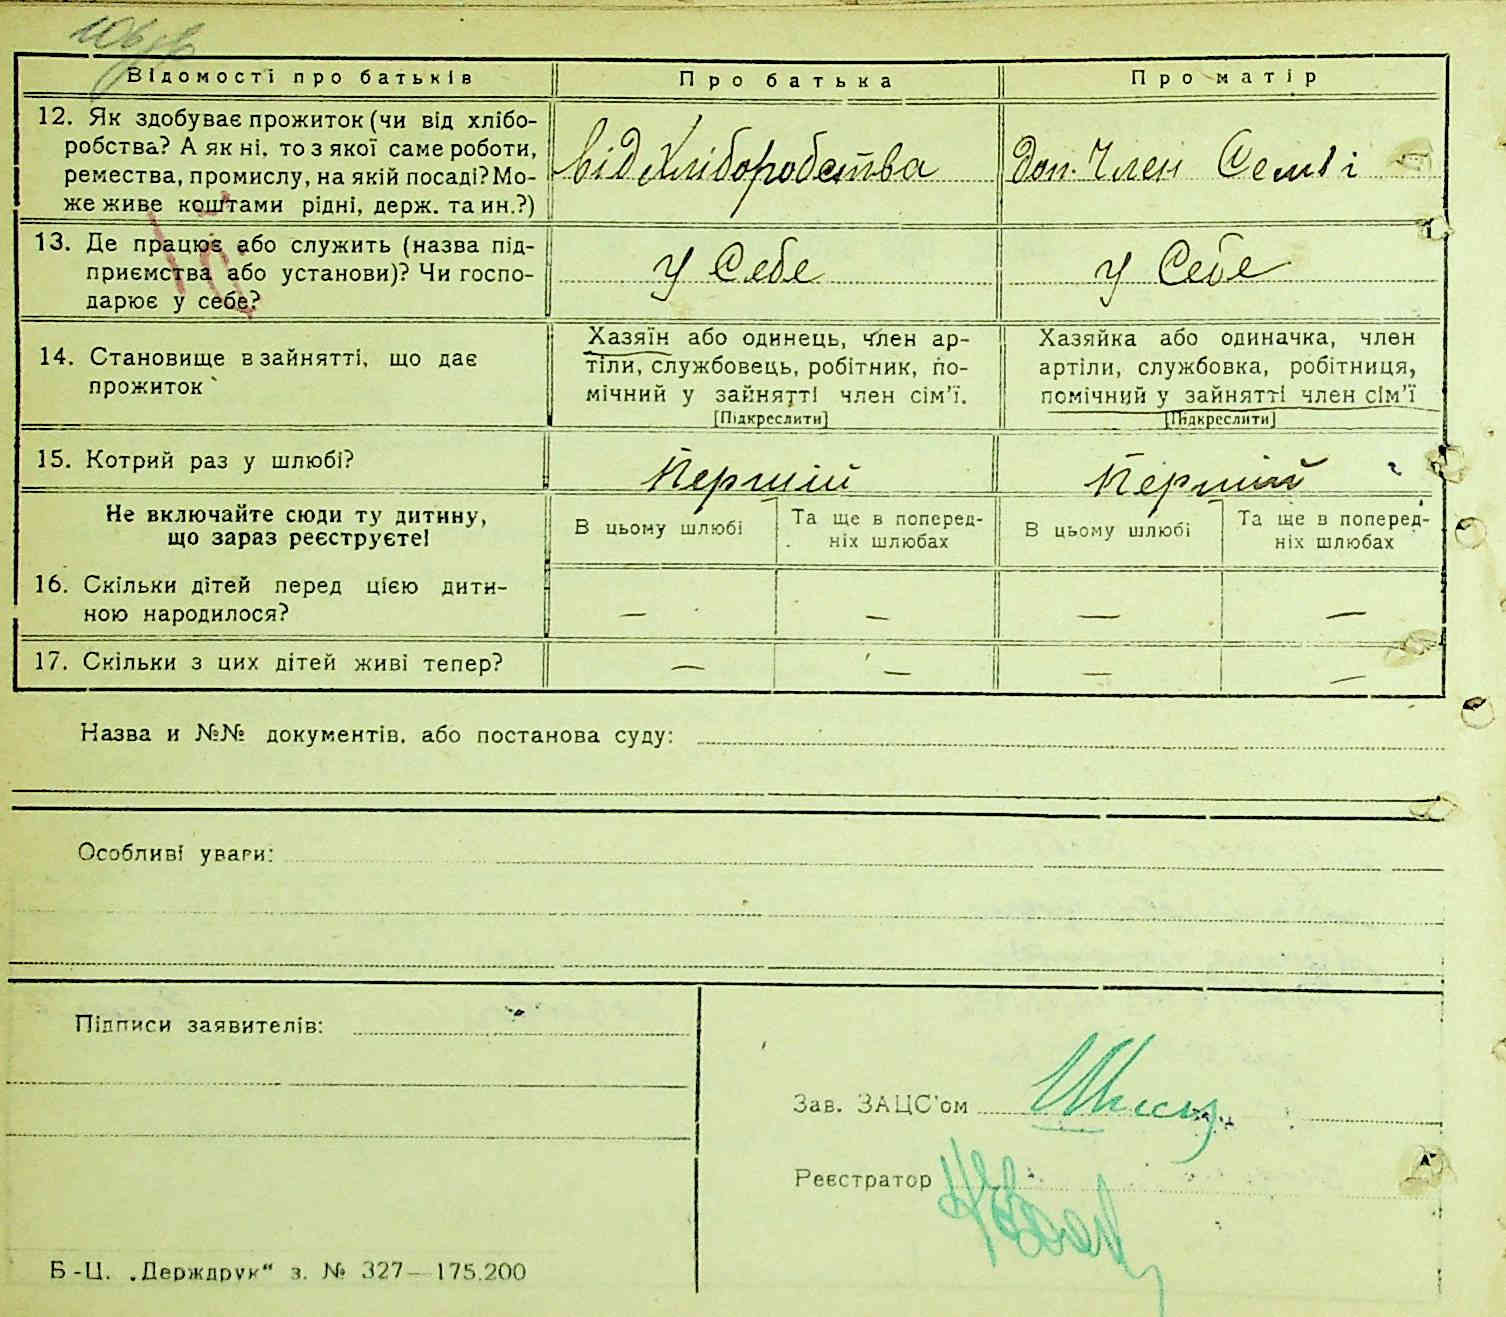 Відомості про батьків
Про батька
Про матір
12. Як здобуває прожиток (чи від хлібо-
робства? А як ні, то з якої саме роботи,
ремества, промислу, на якій посаді? Мо-
же живе коштами рідні, держ. та ин.?)
від хліборобства
Доп. Член Семві
13. Де працює або служить (назва під-
приємства або установи)? Чи госпо-
дарює у себе?
У Себе
У Себе
14. Становище в зайнятті, що дає
прожиток
Хазяїн або одинець, член ар-
тіли, службовець, робітник, по-
мічний у зайнятті член сім’ї.
[Підкреслити]
Хазяйка або одиначка, член
артіли, службовка, робітниця,
помічний у зайнятті член сім’ї
[Підкреслити]
15. Котрий раз у шлюбі?
Первий
Первий
Не включайте сюди ту дитину,
що зараз реєструєте!
В цьому шлюбі
Та ще в поперед-
ніх шлюбах
В цьому шлюбі
Та ще в поперед-
ніх шлюбах
16. Скільки дітей перед цією дити-
ною народилося?
— — — —
17. Скільки з цих дітей живі тепер?
— — — —
Назва и №№ документів, або постанова суду:
Особливі уваги:
Підписи заявителів:
Зав. ЗАЦС’ом
Реєстратор
Б-Ц. „Держдрук“ з. № 327—175.200